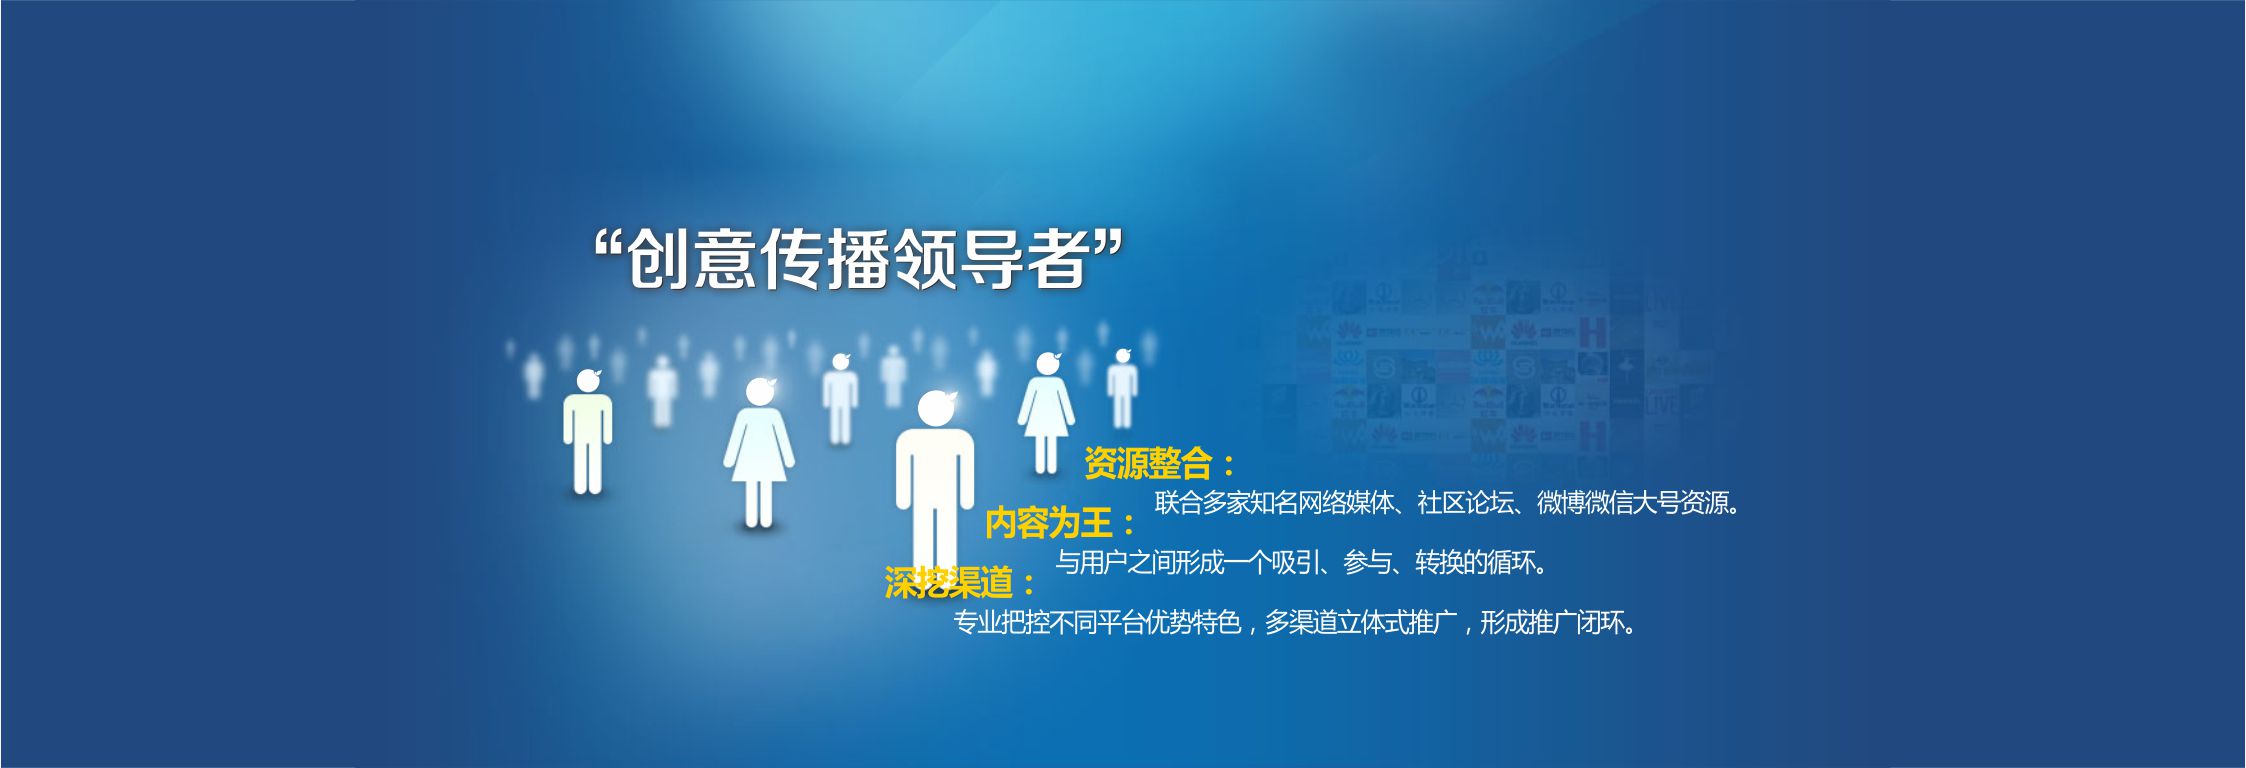 “创意传播领导者”
资源整合：
联合多家知名网络媒体、社区论坛、微博微信大号资源。
内容为王：
与用户之间形成一个吸引、参与、转换的循环。
深挖渠道：
专业把控不同平台优势特色，多渠道立体式推广，形成推广闭环。